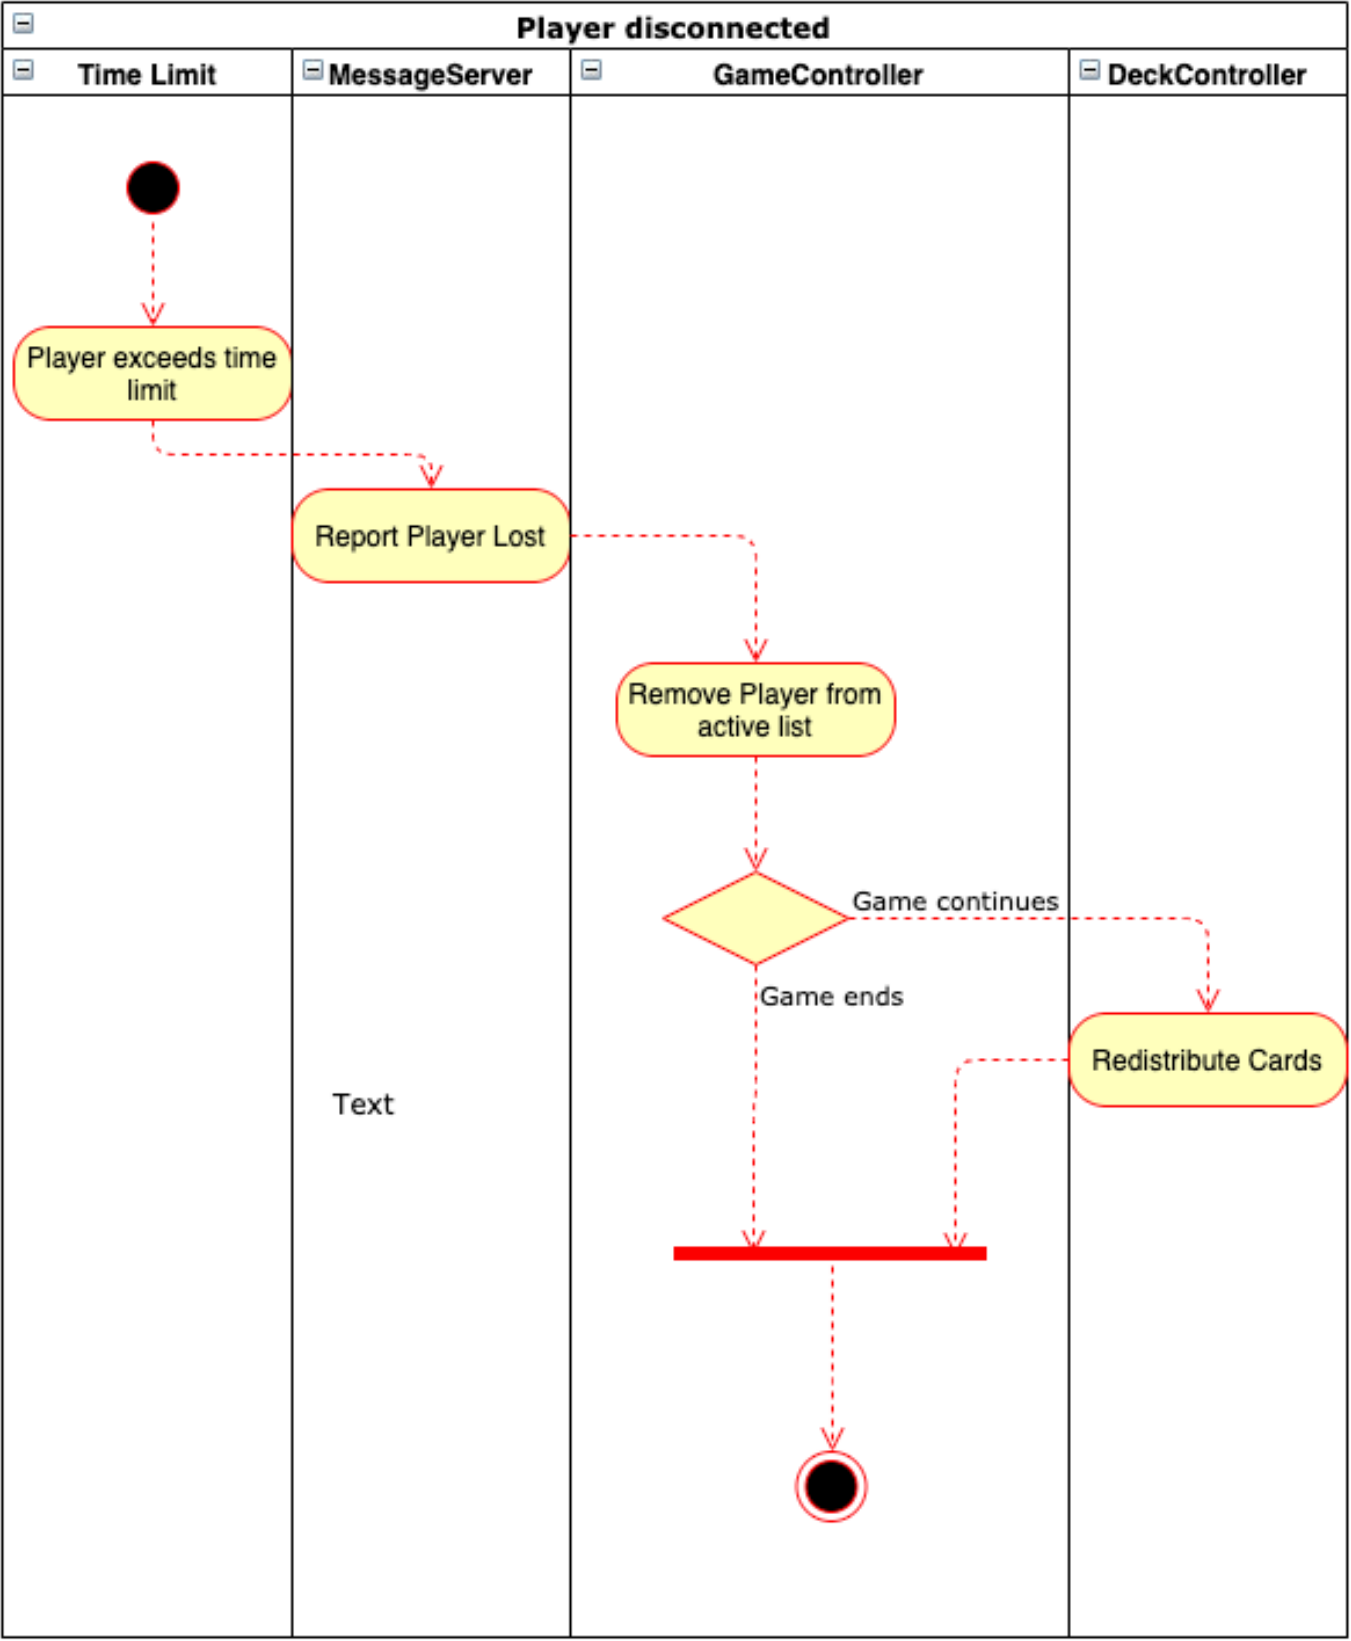 Player disconnected
Time Limit
MessageServer
GameController
DeckController
Player exceeds time
limit
Report Player Lost
Remove Player from
active list
Game continues
Game ends
Redistribute Cards
Text